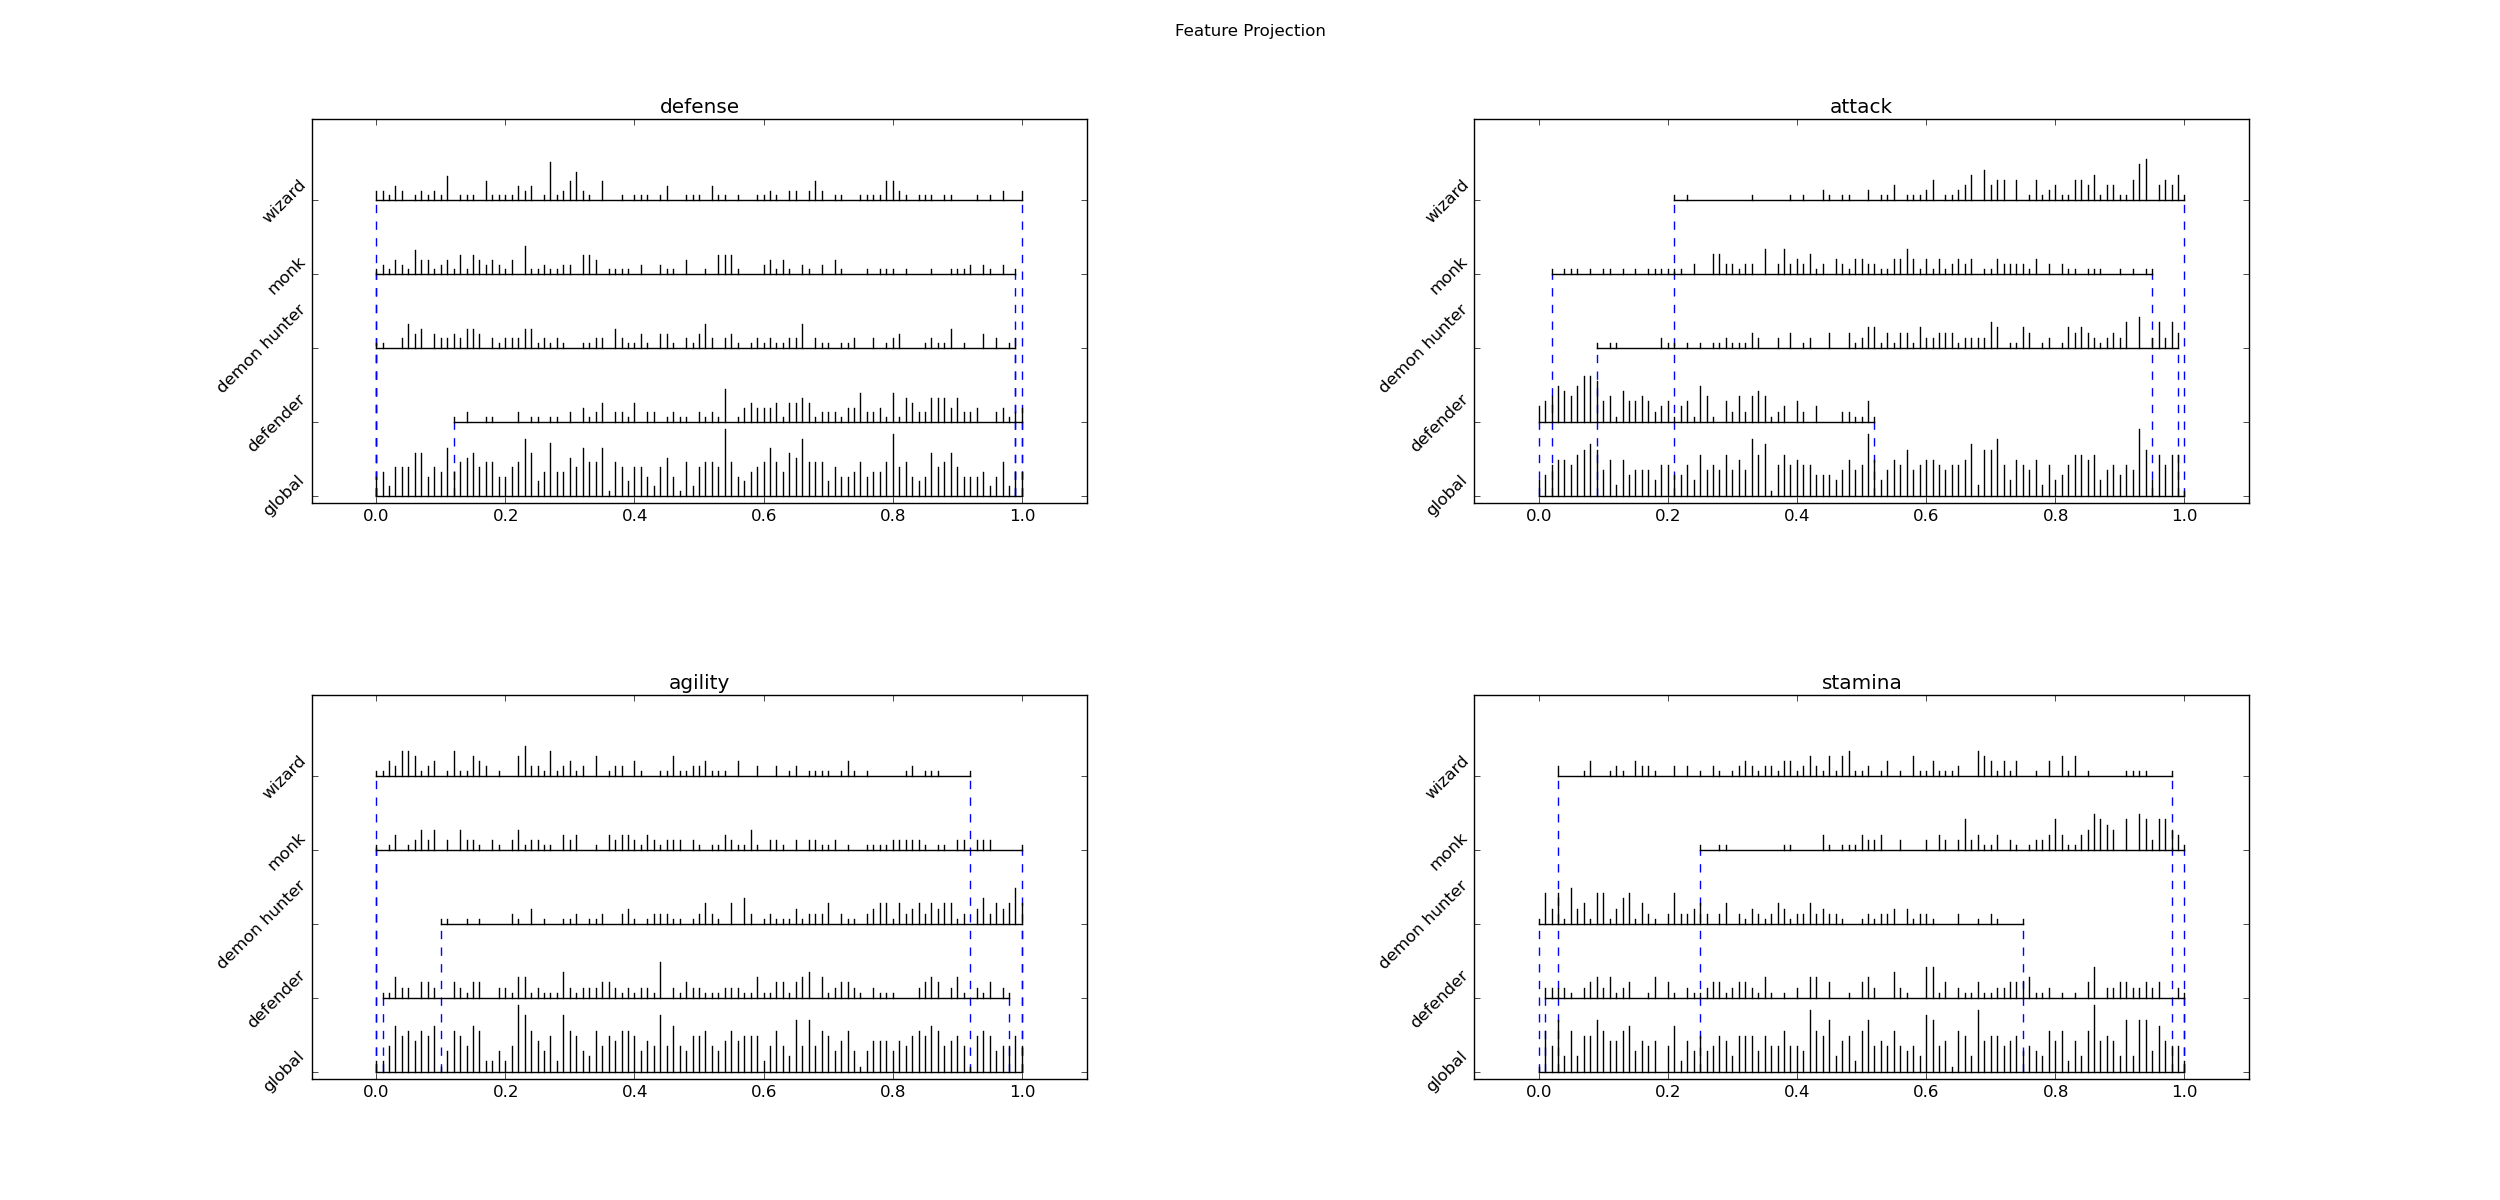 Feature Projection
defense
wizard
monk
demon hunter
defender
global
0.0 0.2 0.4 0.6 0.8 1.0
attack
wizard
monk
demon hunter
defender
global
0.0 0.2 0.4 0.6 0.8 1.0
agility
wizard
monk
demon hunter
defender
global
0.0 0.2 0.4 0.6 0.8 1.0
stamina
wizard
monk
demon hunter
defender
global
0.0 0.2 0.4 0.6 0.8 1.0